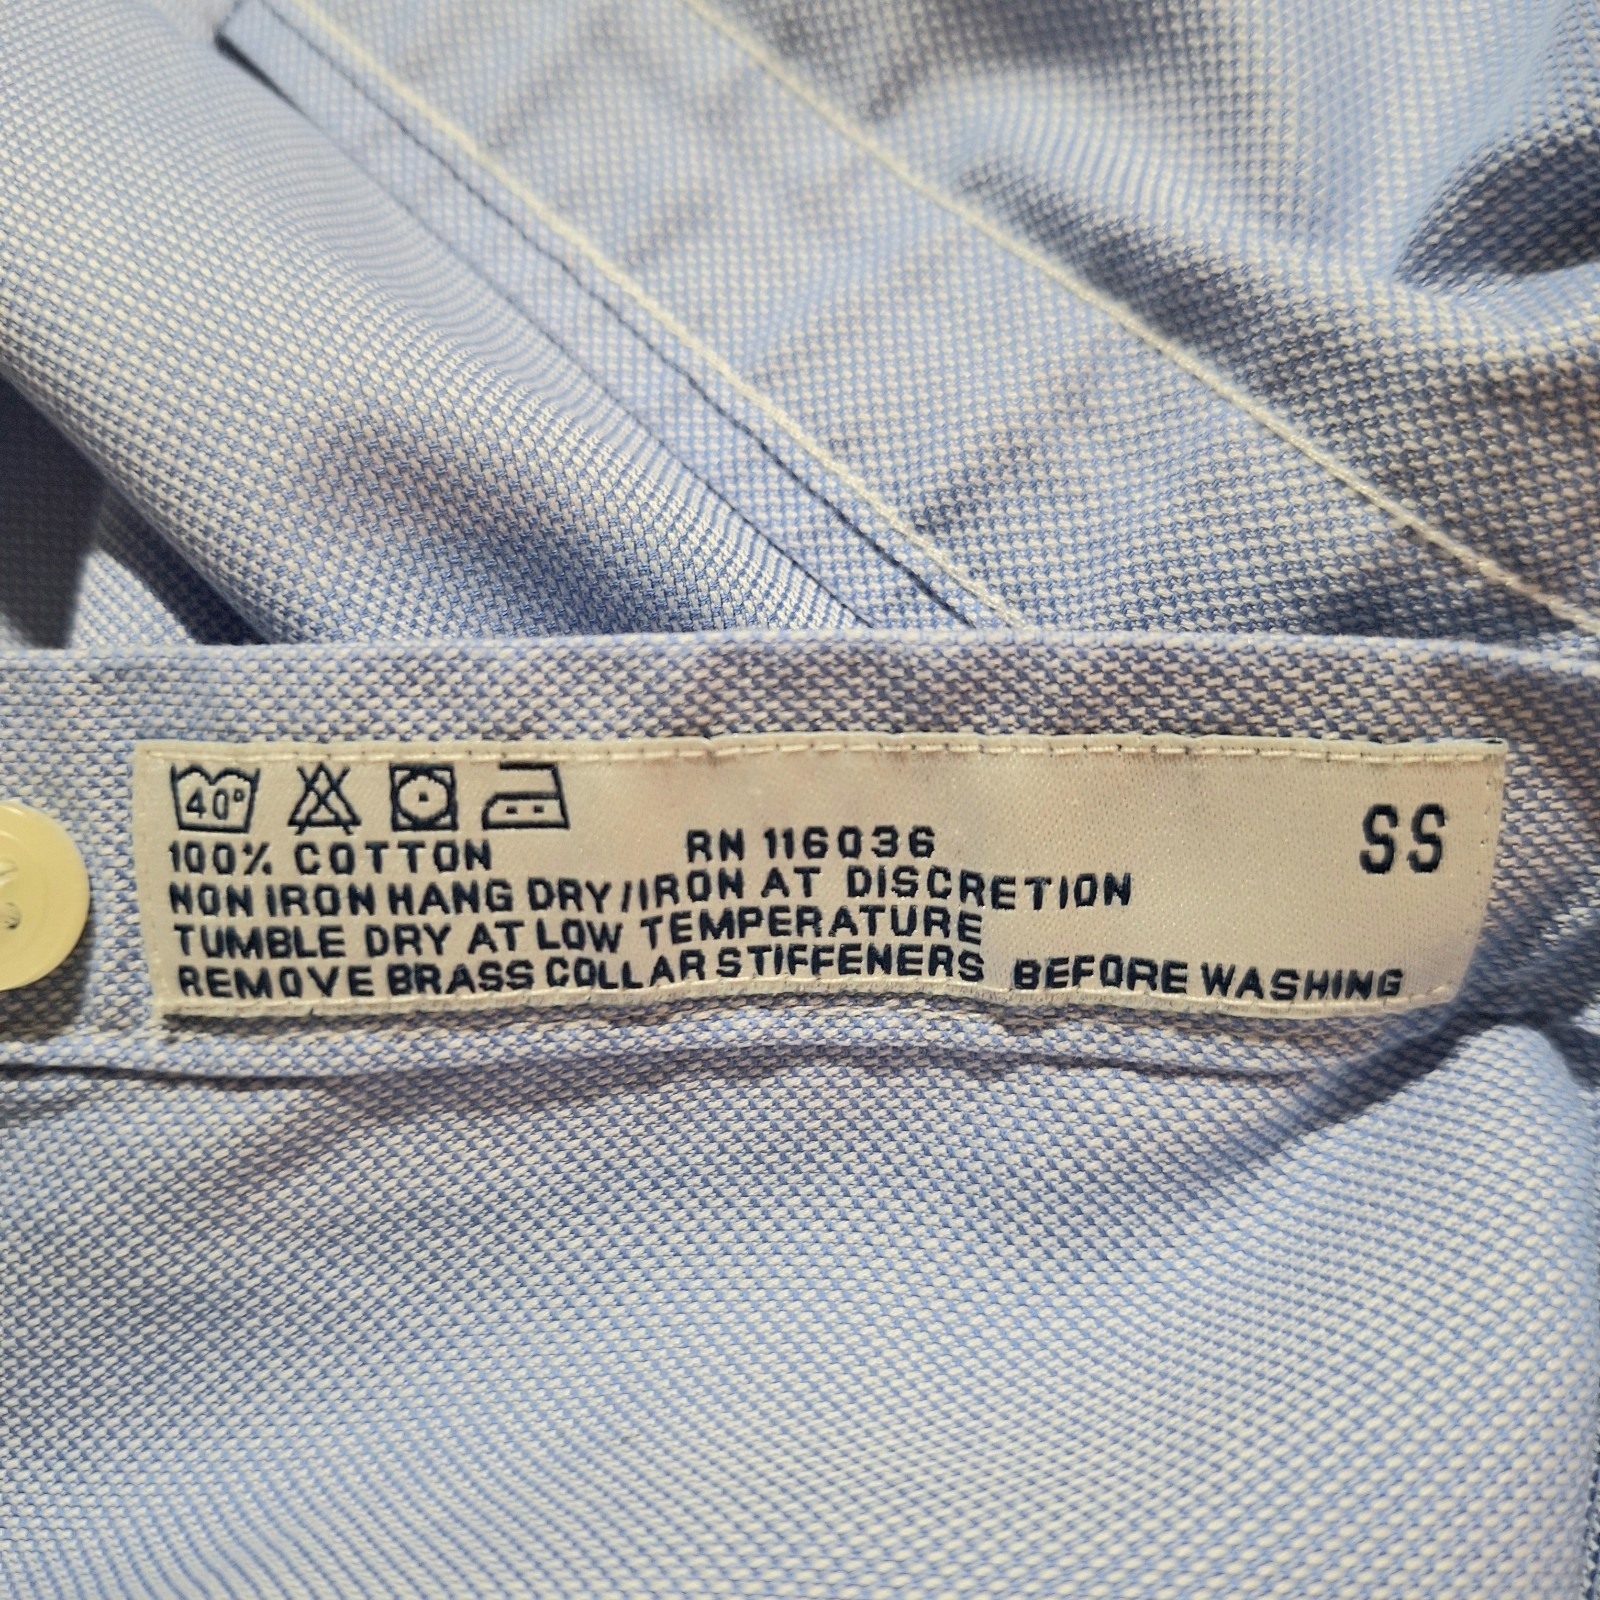 40°
100% COTTON RN 116036 SS
NON IRON HANG DRY/IRON AT DISCRETION
TUMBLE DRY AT LOW TEMPERATURE
REMOVE BRASS COLLAR STIFFENERS BEFORE WASHING